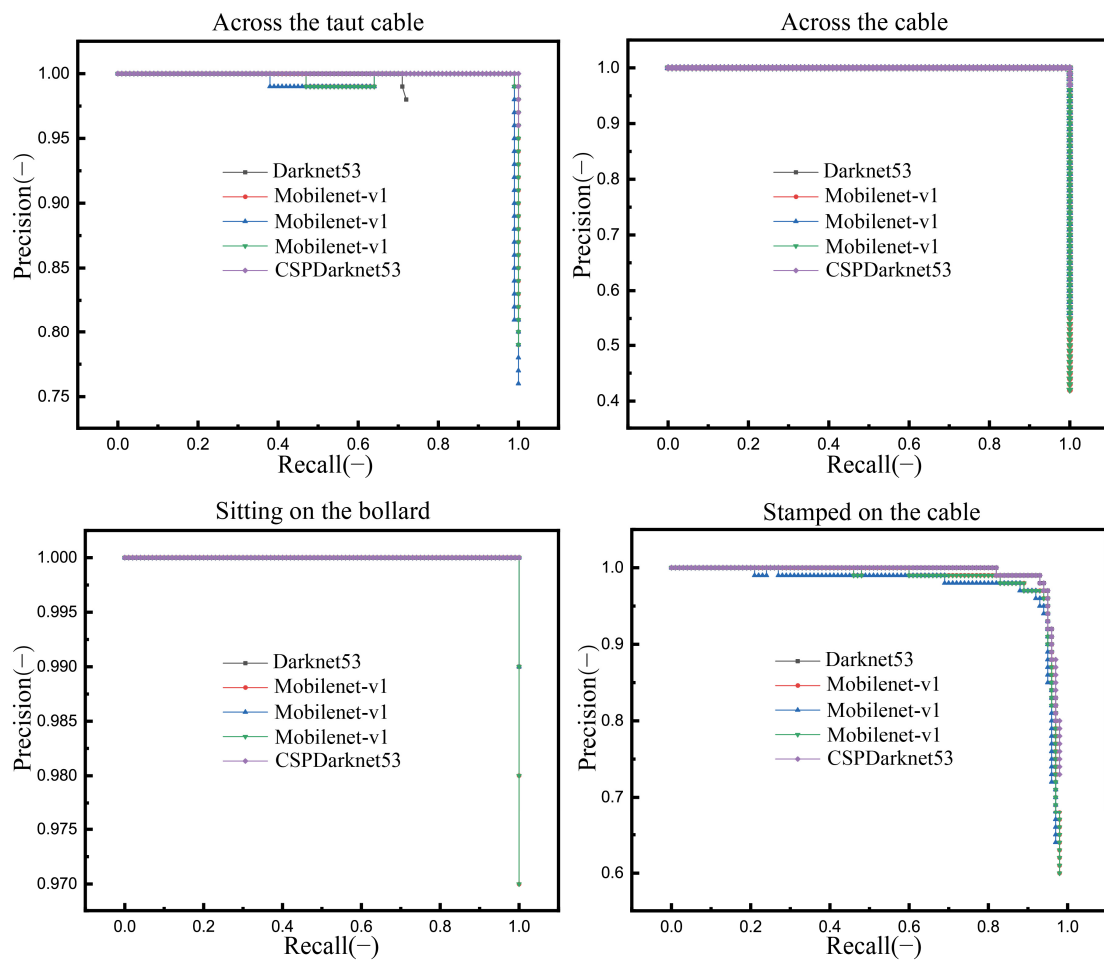 Across the taut cable
1.00
0.95
0.90
0.85
0.80
0.75
Precision(−)
Darknet53
Mobilenet-v1
Mobilenet-v1
Mobilenet-v1
CSPDarknet53
0.0 0.2 0.4 0.6 0.8 1.0
Recall(−)
Across the cable
1.0
0.9
0.8
0.7
0.6
0.5
0.4
Precision(−)
Darknet53
Mobilenet-v1
Mobilenet-v1
Mobilenet-v1
CSPDarknet53
0.0 0.2 0.4 0.6 0.8 1.0
Recall(−)
Sitting on the bollard
1.000
0.995
0.990
0.985
0.980
0.975
0.970
Precision(−)
Darknet53
Mobilenet-v1
Mobilenet-v1
Mobilenet-v1
CSPDarknet53
0.0 0.2 0.4 0.6 0.8 1.0
Recall(−)
Stamped on the cable
1.0
0.9
0.8
0.7
0.6
Precision(−)
Darknet53
Mobilenet-v1
Mobilenet-v1
Mobilenet-v1
CSPDarknet53
0.0 0.2 0.4 0.6 0.8 1.0
Recall(−)